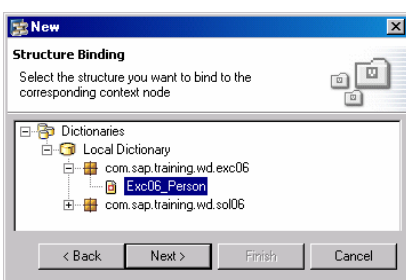 New
Structure Binding
Select the structure you want to bind to the
corresponding context node
Dictionaries
Local Dictionary
com.sap.training.wd.exc06
Exc06_Person
com.sap.training.wd.sol06
< Back Next > Finish Cancel